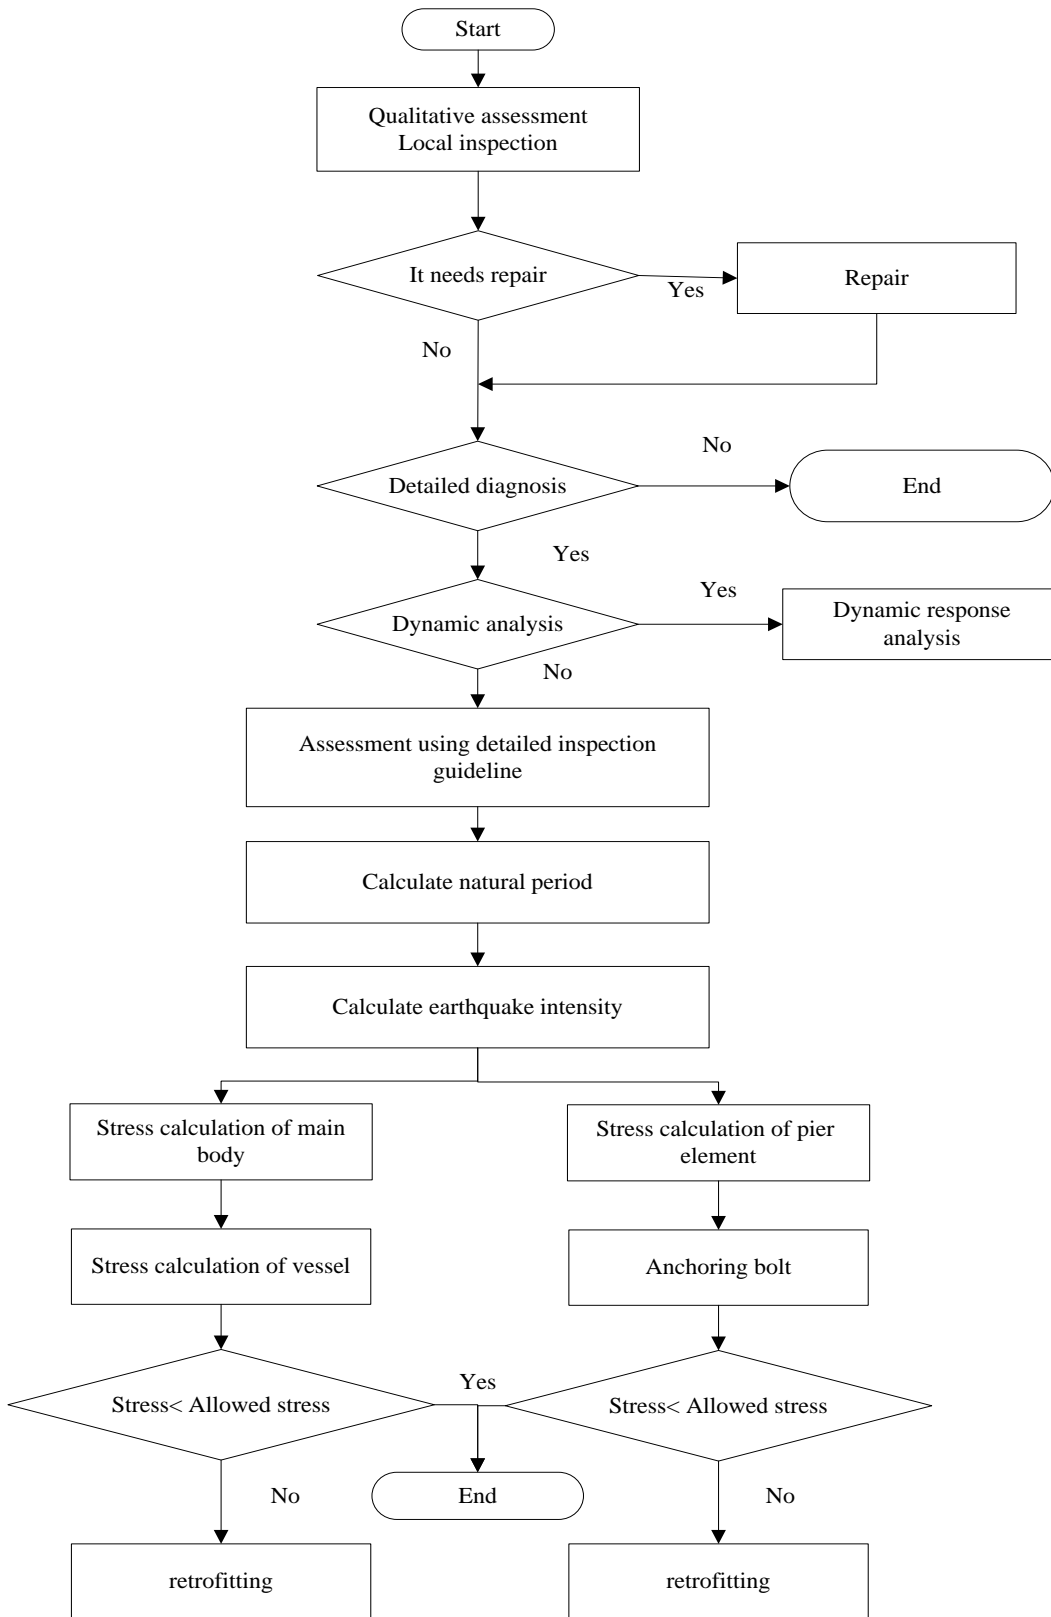 Start
Qualitative assessment
Local inspection
It needs repair
Yes
Repair
No
No
Detailed diagnosis
End
Yes
Yes
Dynamic analysis
Dynamic response
analysis
No
Assessment using detailed inspection
guideline
Calculate natural period
Calculate earthquake intensity
Stress calculation of main
body
Stress calculation of pier
element
Stress calculation of vessel
Anchoring bolt
Stress< Allowed stress
Yes
Stress< Allowed stress
No
End
No
retrofitting
retrofitting